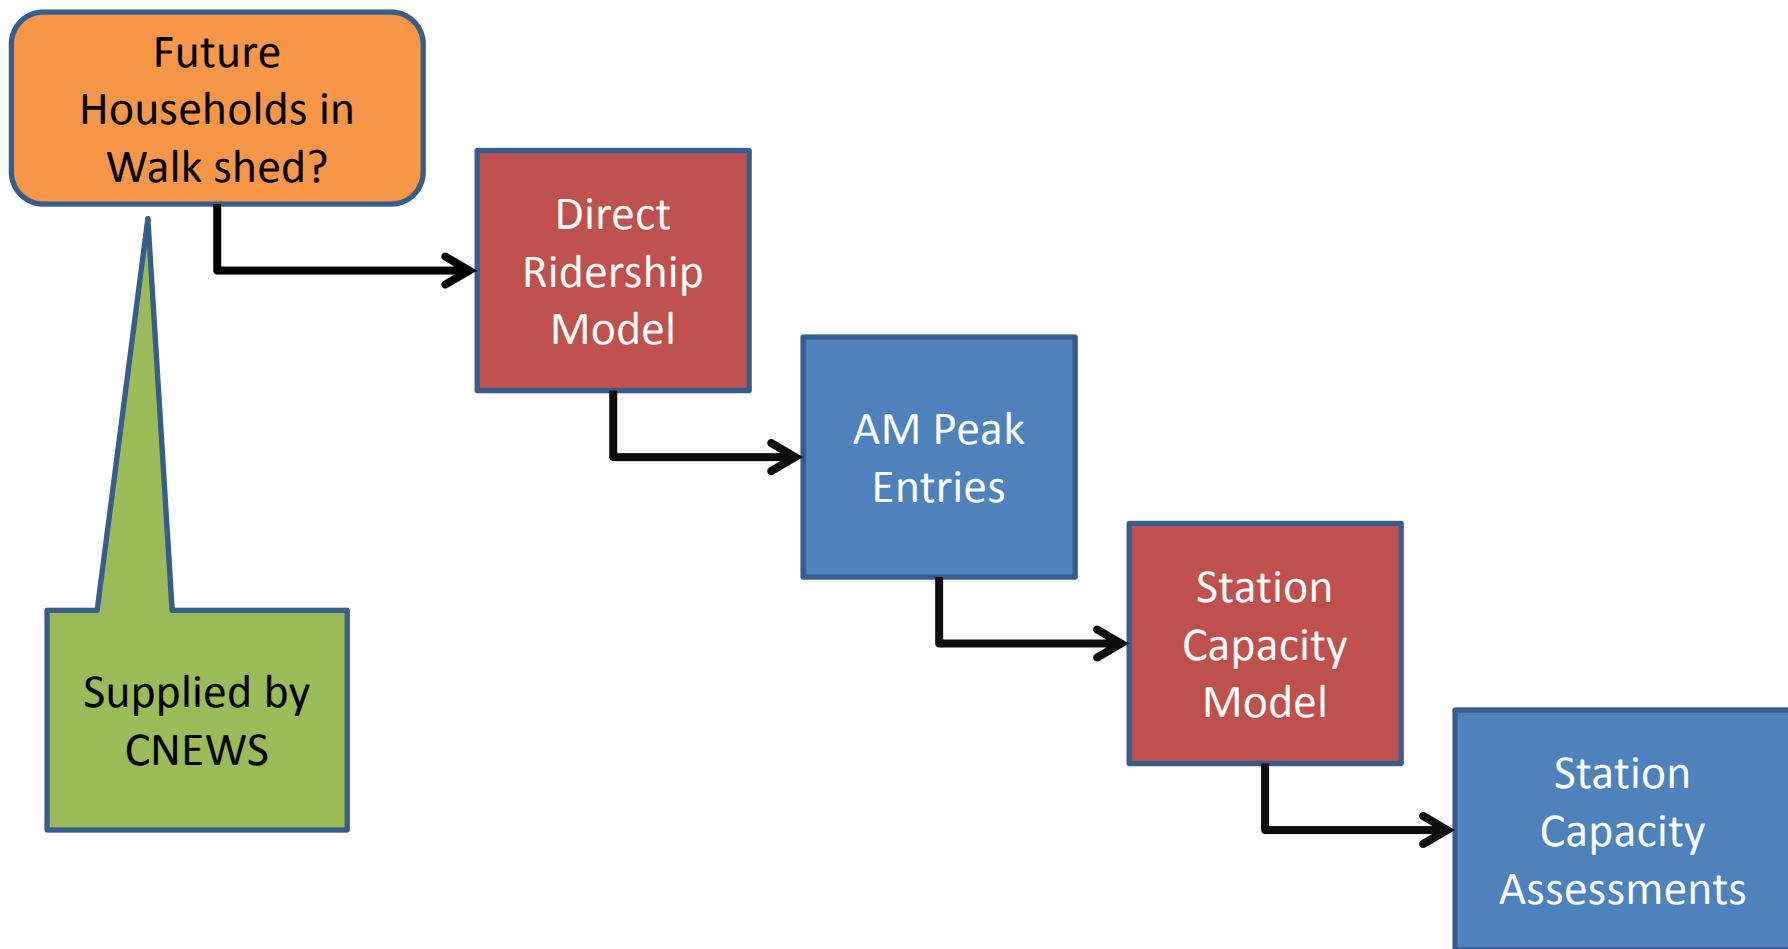 Future
Households in
Walk shed?
Direct
Ridership
Model
AM Peak
Entries
Station
Capacity
Model
Supplied by
CNEWS
Station
Capacity
Assessments